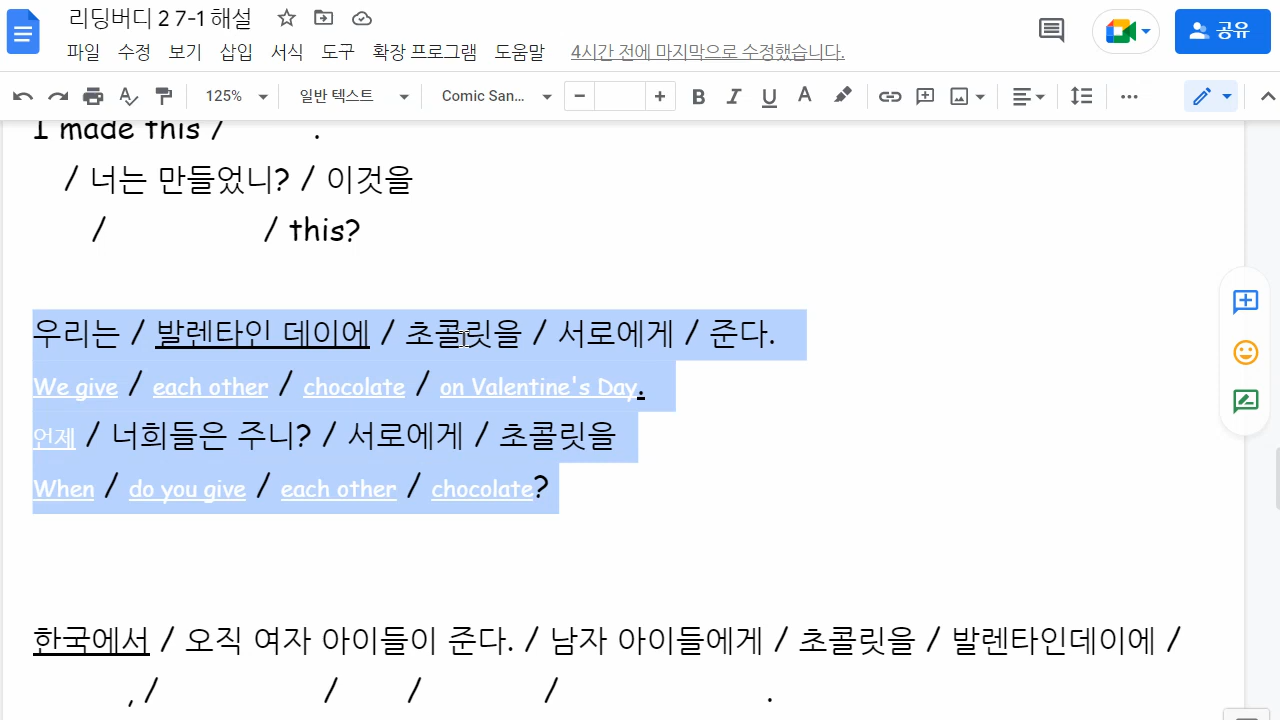 리딩버디 2 7-1 해설
파일 수정 보기 삽입 서식 도구 확장 프로그램 도움말 4시간 전에 마지막으로 수정했습니다.
공유
125% 일반 텍스트 Comic San... − + B I U A
I made this / .
/ 너는 만들었니? / 이것을
/ / this?
우리는 / 발렌타인 데이에 / 초콜릿을 / 서로에게 / 준다.
We give / each other / chocolate / on Valentine's Day.
언제 / 너희들은 주니? / 서로에게 / 초콜릿을
When / do you give / each other / chocolate?
한국에서 / 오직 여자 아이들이 준다. / 남자 아이들에게 / 초콜릿을 / 발렌타인데이에 /
, / / / / .